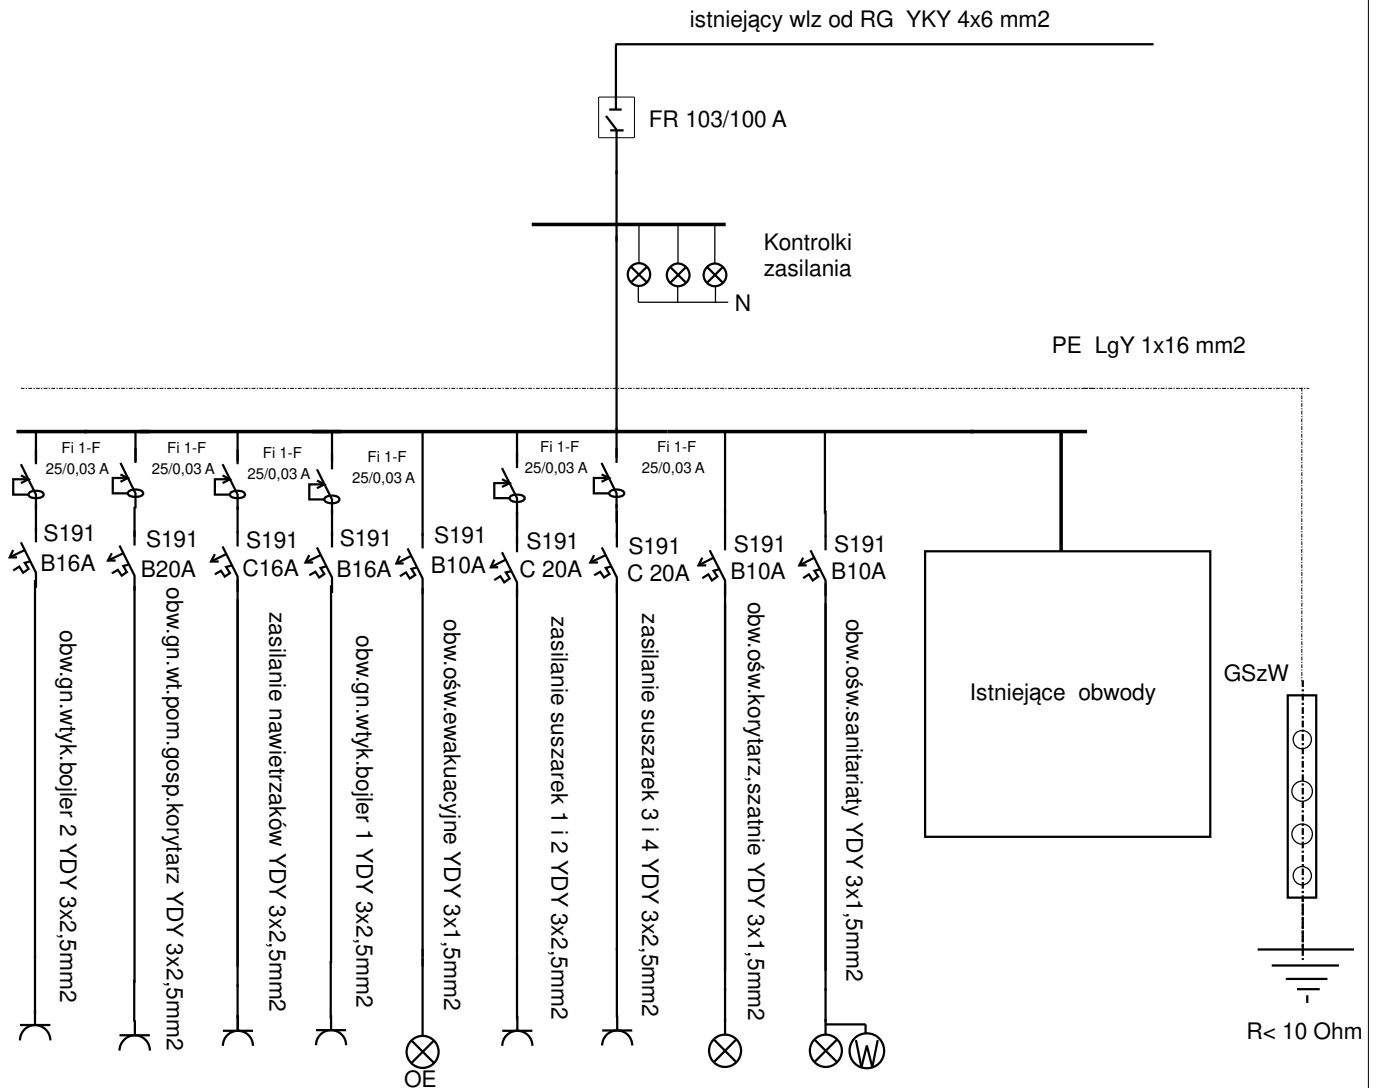 istniejący wlz od RG YKY 4x6 mm2
FR 103/100 A
Kontrolki
zasilania
N
PE LgY 1x16 mm2
Fi 1-F
25/0,03 A
Fi 1-F
25/0,03 A
Fi 1-F
25/0,03 A
Fi 1-F
25/0,03 A
Fi 1-F
25/0,03 A
Fi 1-F
25/0,03 A
S191
B16A
S191
B20A
S191
C16A
S191
B16A
S191
B10A
S191
C 20A
S191
C 20A
S191
B10A
S191
B10A
obw.gn.wtyk.bojler 2 YDY 3x2,5mm2
obw.gn.wt.pom.gosp.korytarz YDY 3x2,5mm2
zasilanie nawietrzaków YDY 3x2,5mm2
obw.gn.wtyk.bojler 1 YDY 3x2,5mm2
obw.ośw.ewakuacyjne YDY 3x1,5mm2
zasilanie suszarek 1 i 2 YDY 3x2,5mm2
zasilanie suszarek 3 i 4 YDY 3x2,5mm2
obw.ośw.korytarz,szatnie YDY 3x1,5mm2
obw.ośw.sanitariaty YDY 3x1,5mm2
Istniejące obwody
GSzW
OE
W
R< 10 Ohm